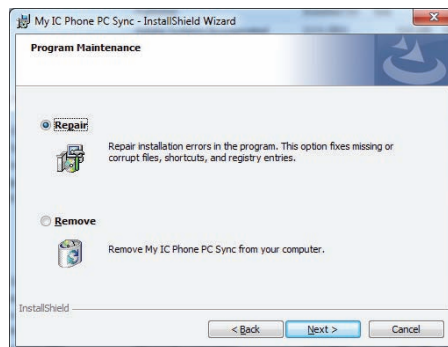 My IC Phone PC Sync - InstallShield Wizard
Program Maintenance
Repair
Repair installation errors in the program. This option fixes missing or
corrupt files, shortcuts, and registry entries.
Remove
Remove My IC Phone PC Sync from your computer.
InstallShield
< Back
Next >
Cancel